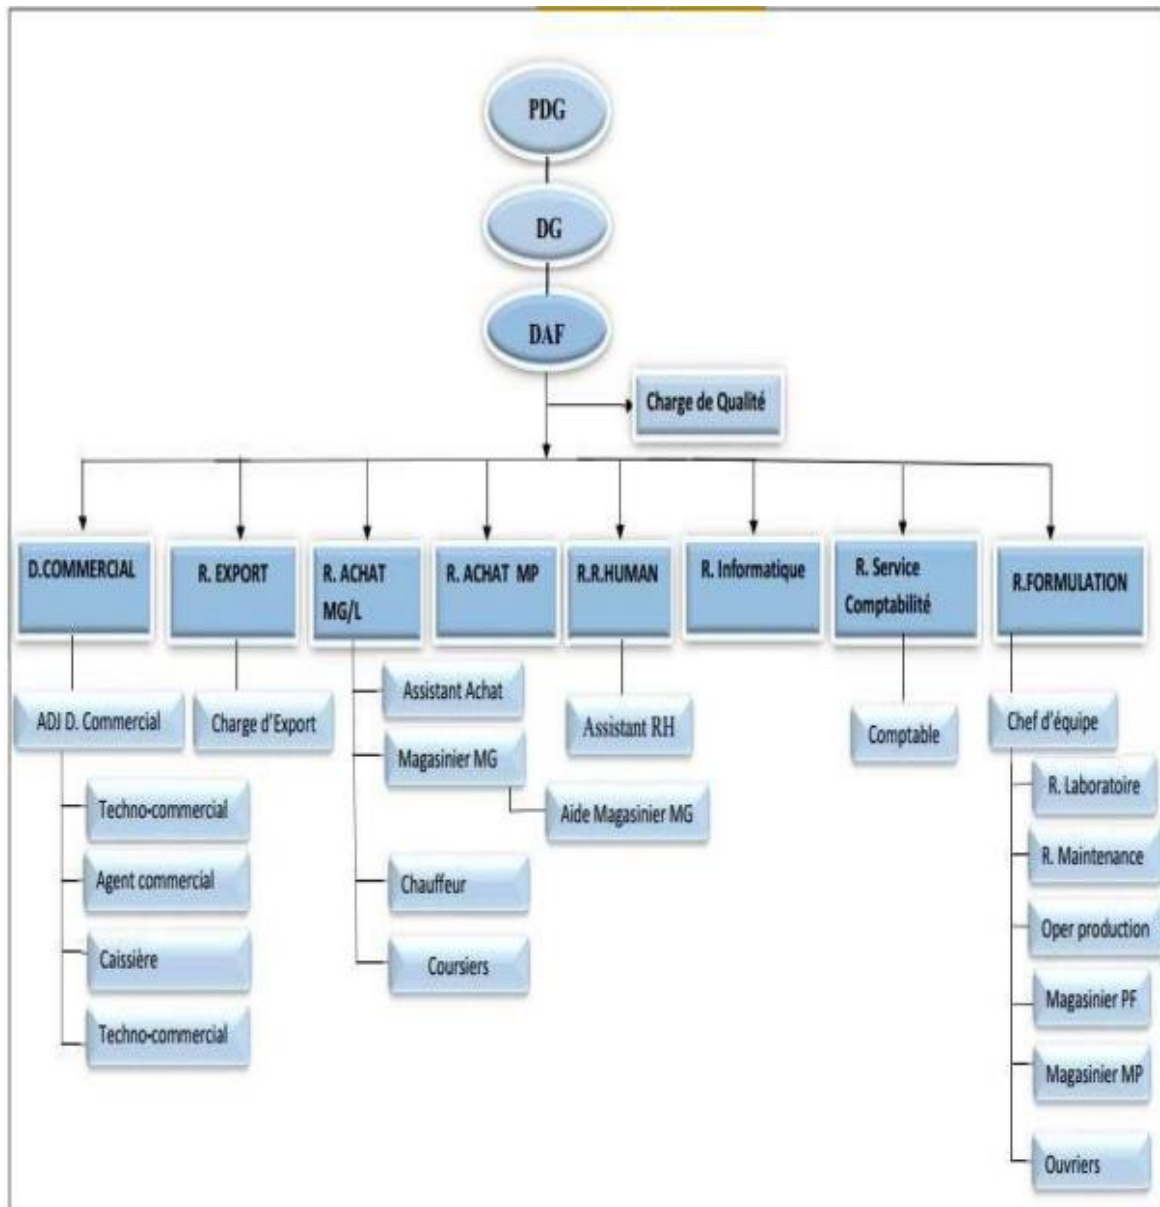 PDG
DG
DAF
Charge de Qualité
D.COMMERCIAL
R. EXPORT
R. ACHAT
MG/L
R. ACHAT MP
R.R.HUMAN
R. Informatique
R. Service
Comptabilité
R.FORMULATION
ADJ D. Commercial
Techno-commercial
Agent commercial
Caissière
Techno-commercial
Charge d'Export
Assistant Achat
Magasinier MG
Aide Magasinier MG
Chauffeur
Coursiers
Assistant RH
Comptable
Chef d'équipe
R. Laboratoire
R. Maintenance
Oper production
Magasinier PF
Magasinier MP
Ouvriers